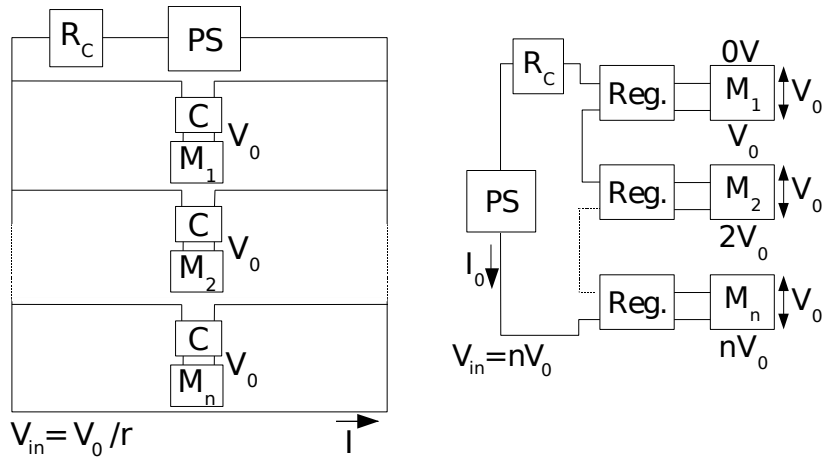 R_C PS
C
V_0
M_1
C
V_0
M_2
C
V_0
M_n
V_in= V_0 /r
I
R_C
PS
I_0
V_in=nV_0
0V
Reg. M_1 V_0
V_0
Reg. M_2 V_0
2V_0
Reg. M_n V_0
nV_0